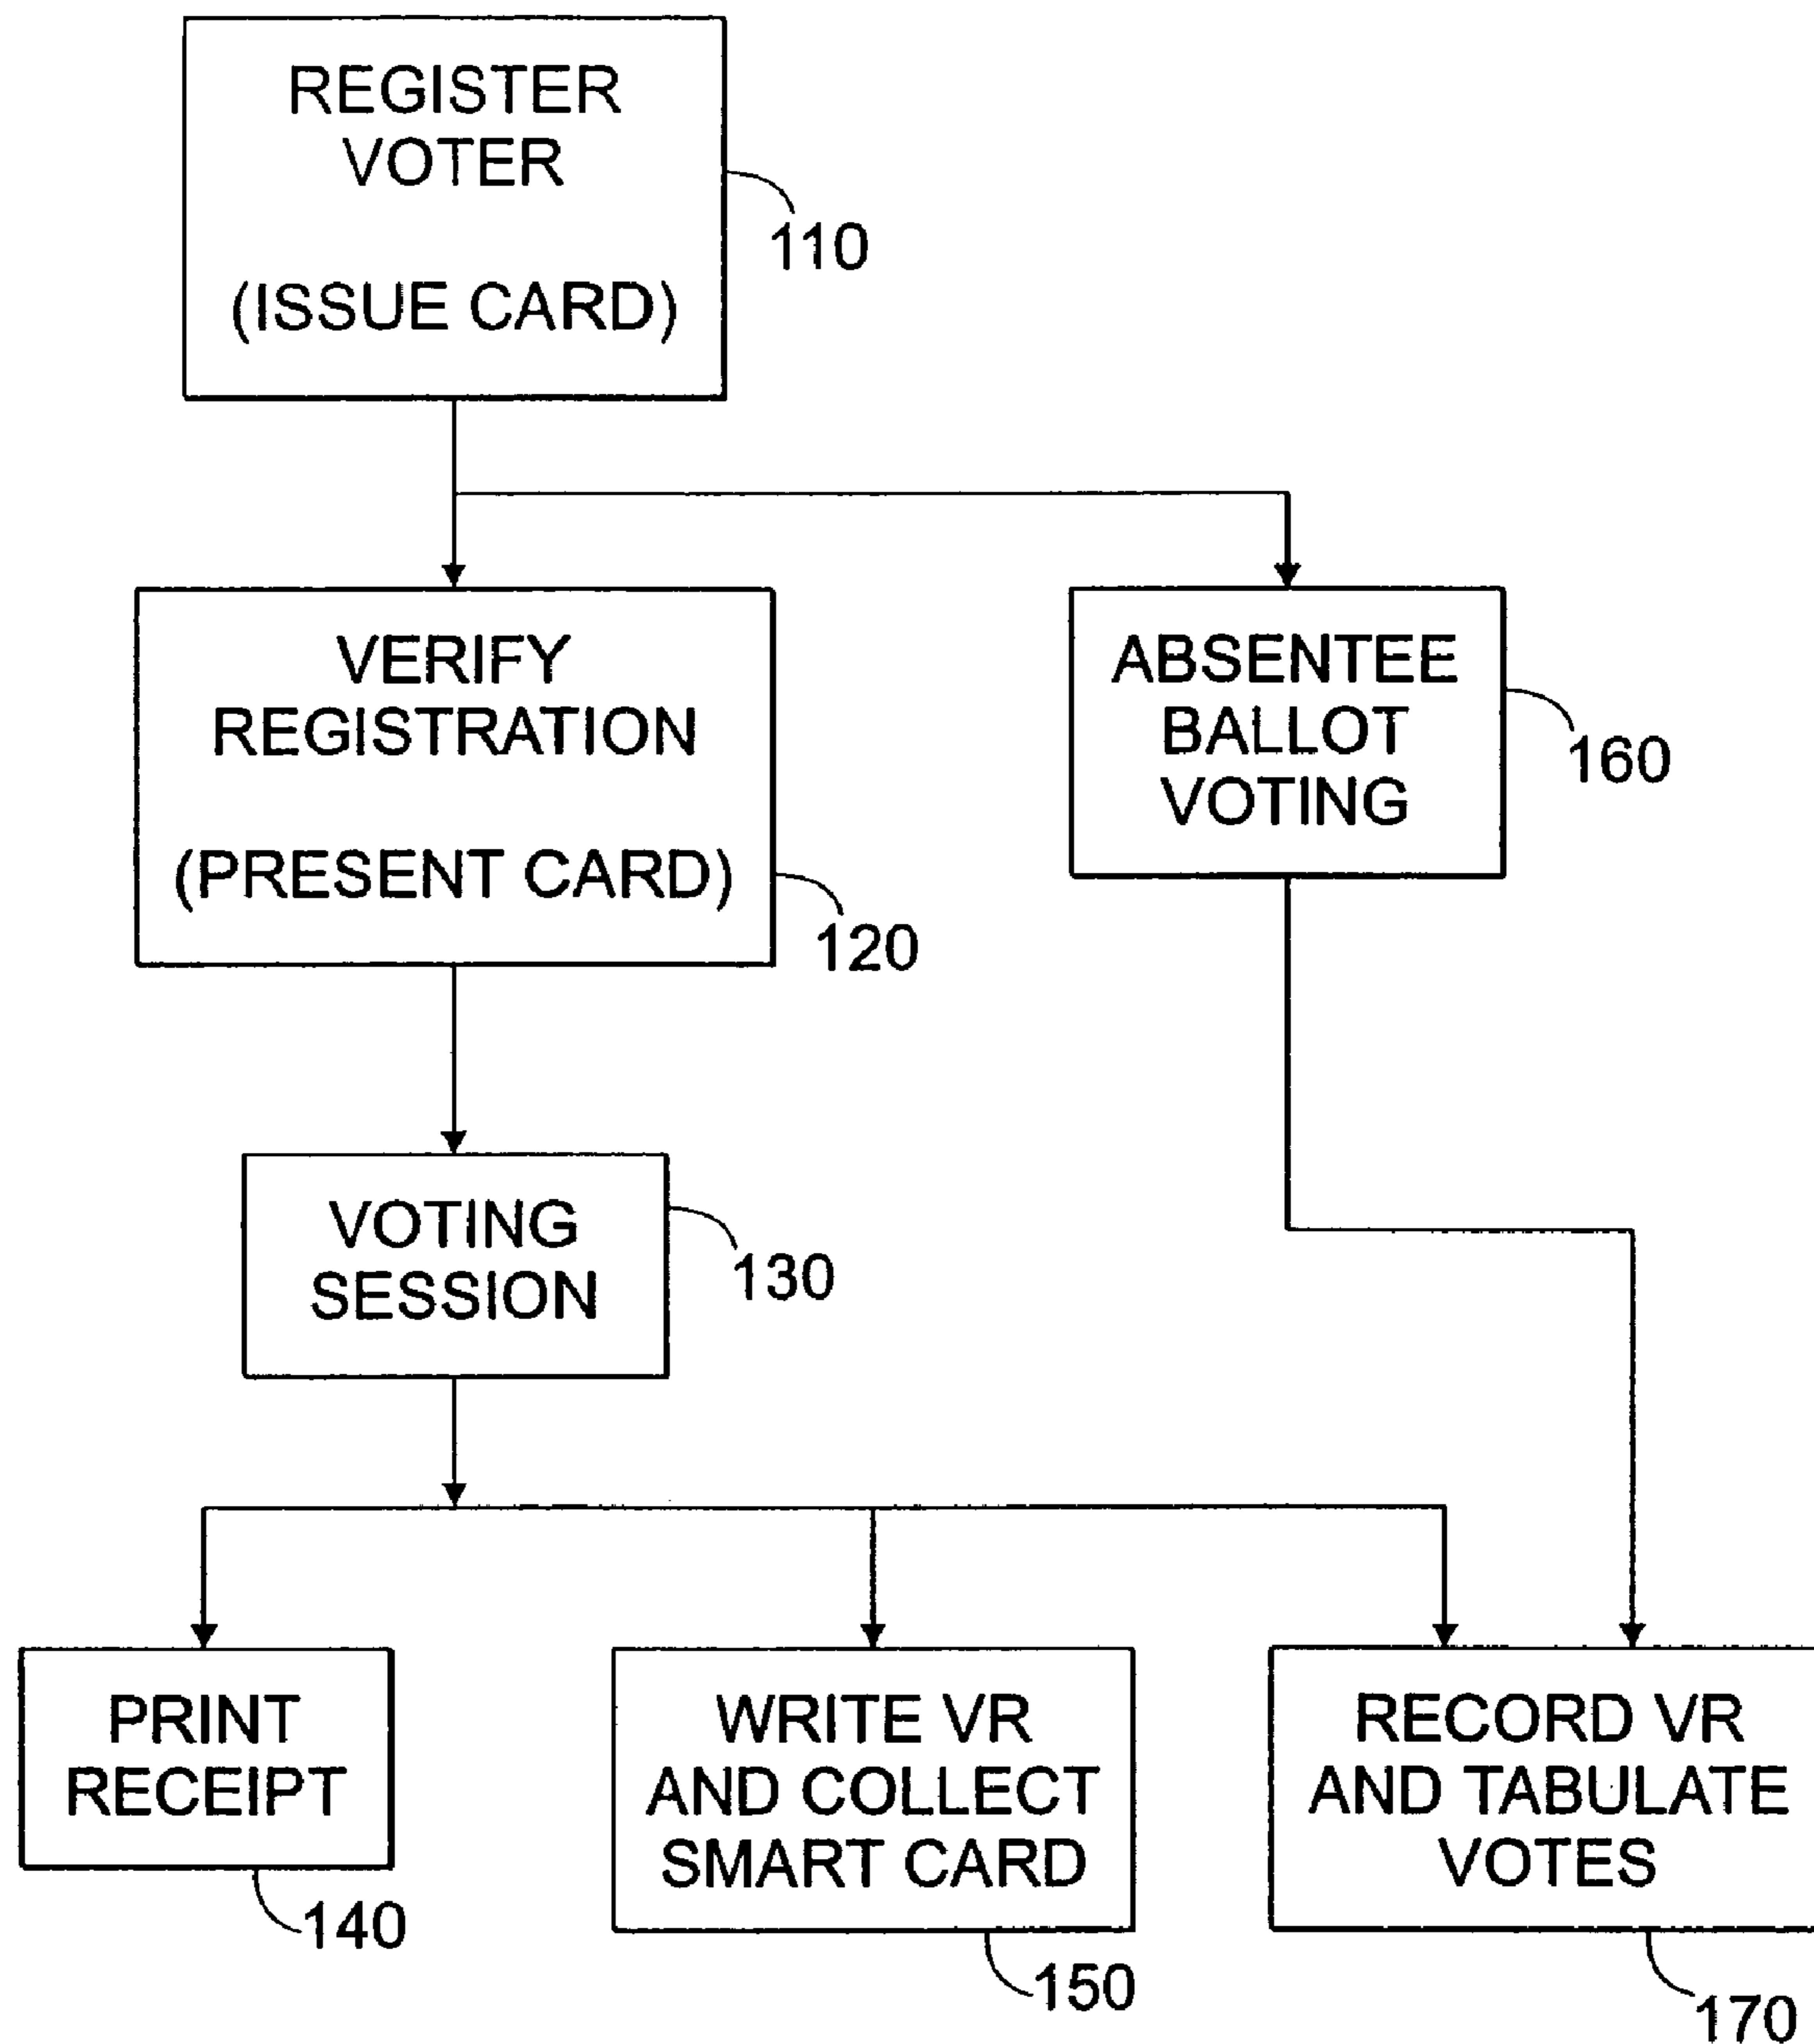 REGISTER
VOTER
(ISSUE CARD)
110
VERIFY
REGISTRATION
(PRESENT CARD)
120
ABSENTEE
BALLOT
VOTING
160
VOTING
SESSION
130
PRINT
RECEIPT
140
WRITE VR
AND COLLECT
SMART CARD
150
RECORD VR
AND TABULATE
VOTES
170